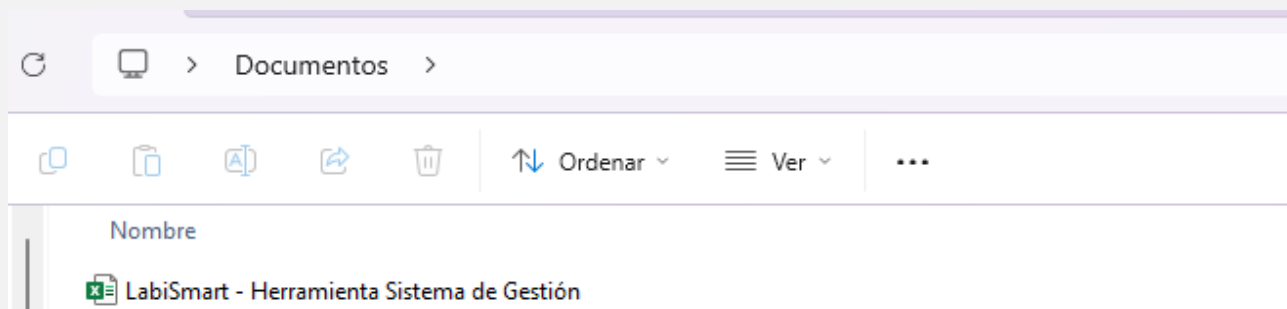 Documentos
Ordenar Ver
Nombre
LabiSmart - Herramienta Sistema de Gestión